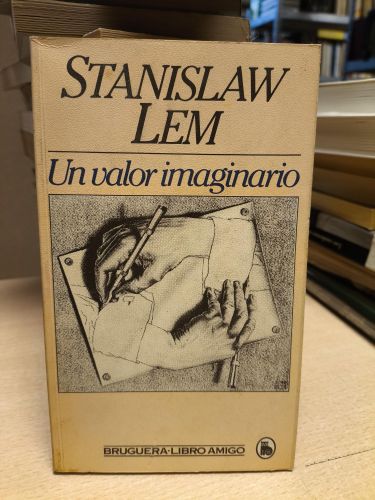 STANISLAW
LEM
Un valor imaginario
BRUGUERA-LIBRO AMIGO